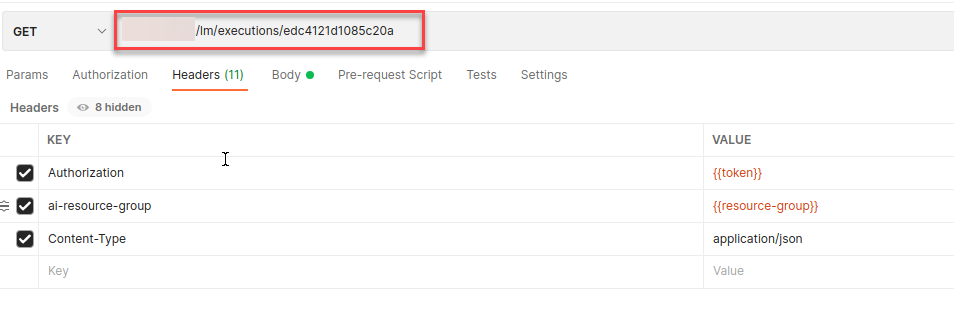 GET /lm/executions/edc4121d1085c20a
Params Authorization Headers (11) Body Pre-request Script Tests Settings
Headers 8 hidden
KEY VALUE
Authorization {{token}}
ai-resource-group {{resource-group}}
Content-Type application/json
Key Value